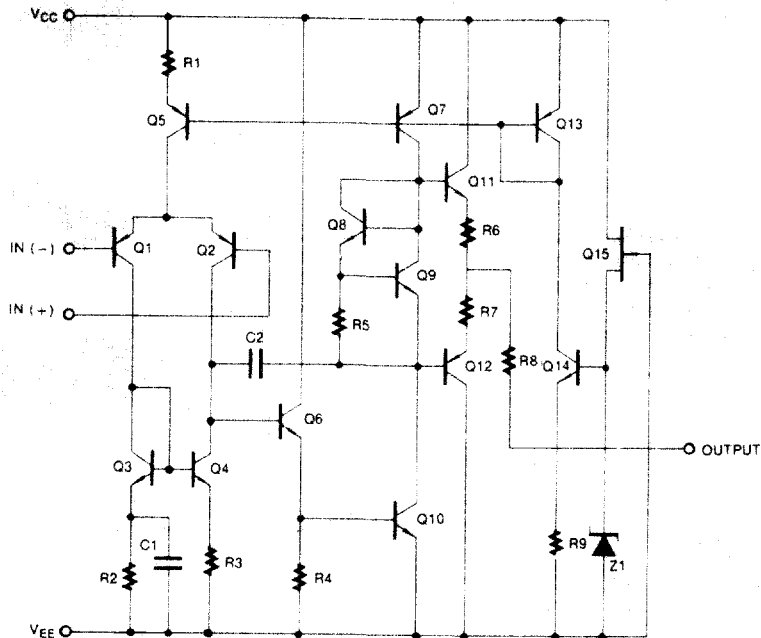 VCC
R1
Q5
Q7
Q13
Q11
Q8
R6
Q1
Q2
Q15
IN (−)
Q9
IN (+)
R5
R7
C2
R8
Q12
Q14
Q6
OUTPUT
Q3
Q4
Q10
C1
R9
R2
R3
R4
Z1
VEE